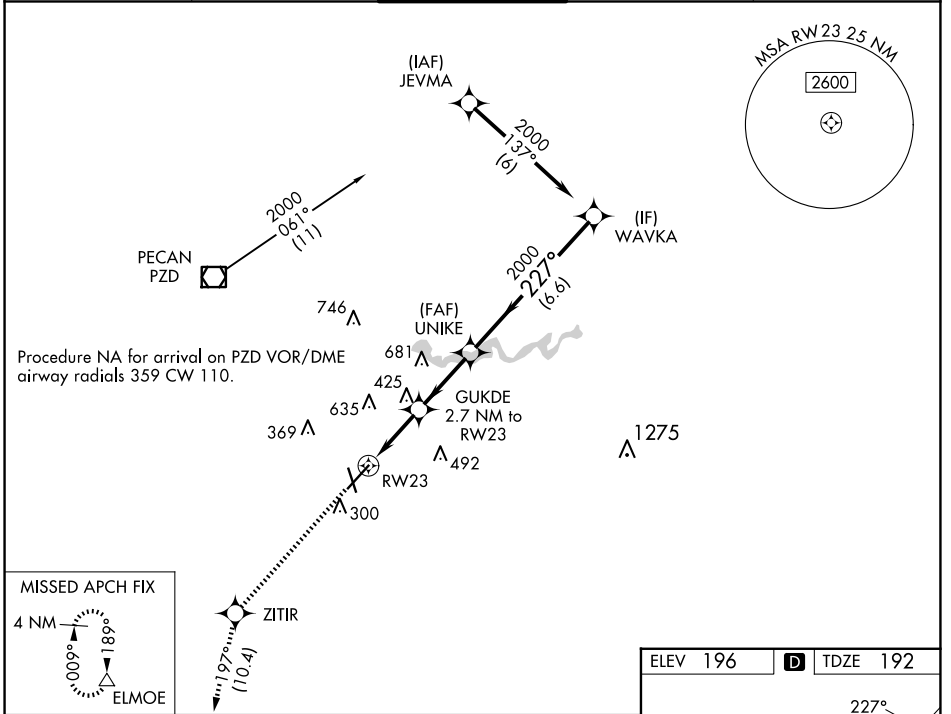 MSA RW 23 25 NM
2600
(IAF)
JEVMA
2000
137°
(6)
(IF)
WAVKA
2000
061°
(11)
PECAN
PZD
2000
227°
(6.6)
(FAF)
UNIKE
746
681
Procedure NA for arrival on PZD VOR/DME
airway radials 359 CW 110.
425
635
369
GUKDE
2.7 NM to
RW23
492
1275
RW23
300
MISSED APCH FIX
4 NM
009°
189°
ELMOE
ZITIR
197°
(10.4)
ELEV 196 D TDZE 192
227°